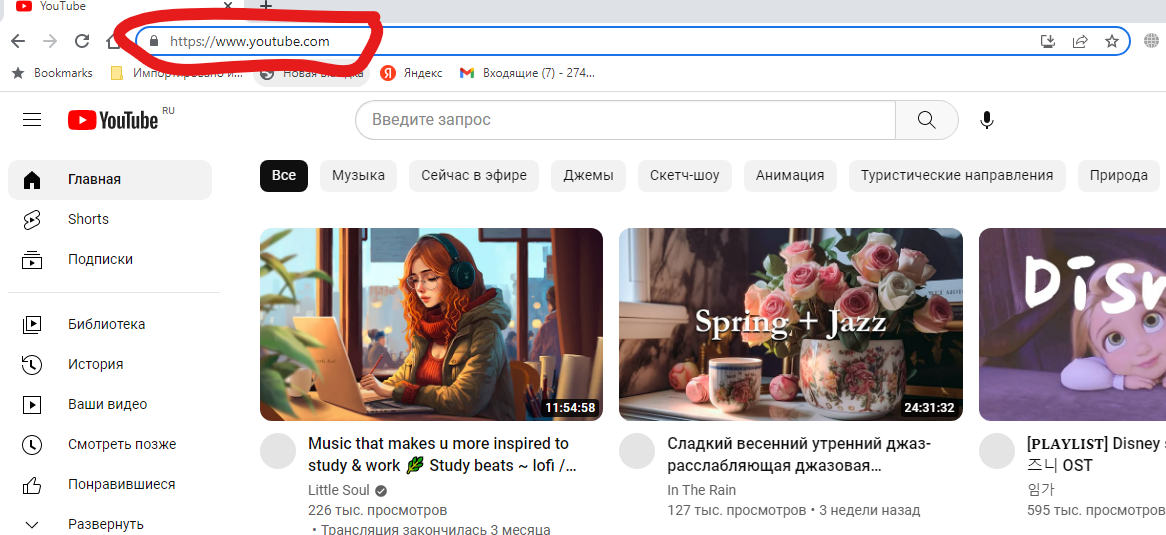 YouTube
https://www.youtube.com
Bookmarks
Импортировано и...
Новая вкладка
Яндекс
Входящие (7) - 274...
YouTube RU
Введите запрос
Все
Музыка
Сейчас в эфире
Джемы
Скетч-шоу
Анимация
Туристические направления
Природа
Главная
Shorts
Подписки
Библиотека
История
Ваши видео
Смотреть позже
Понравившиеся
Развернуть
11:54:58
Music that makes u more inspired to
study & work 🌿 Study beats ~ lofi /...
Little Soul
226 тыс. просмотров
• Трансляция закончилась 3 месяца
Spring + Jazz
24:31:32
Сладкий весенний утренний джаз-
расслабляющая джазовая...
In The Rain
127 тыс. просмотров • 3 недели назад
[PLAYLIST] Disney
즈니 OST
임가
595 тыс. просмотров